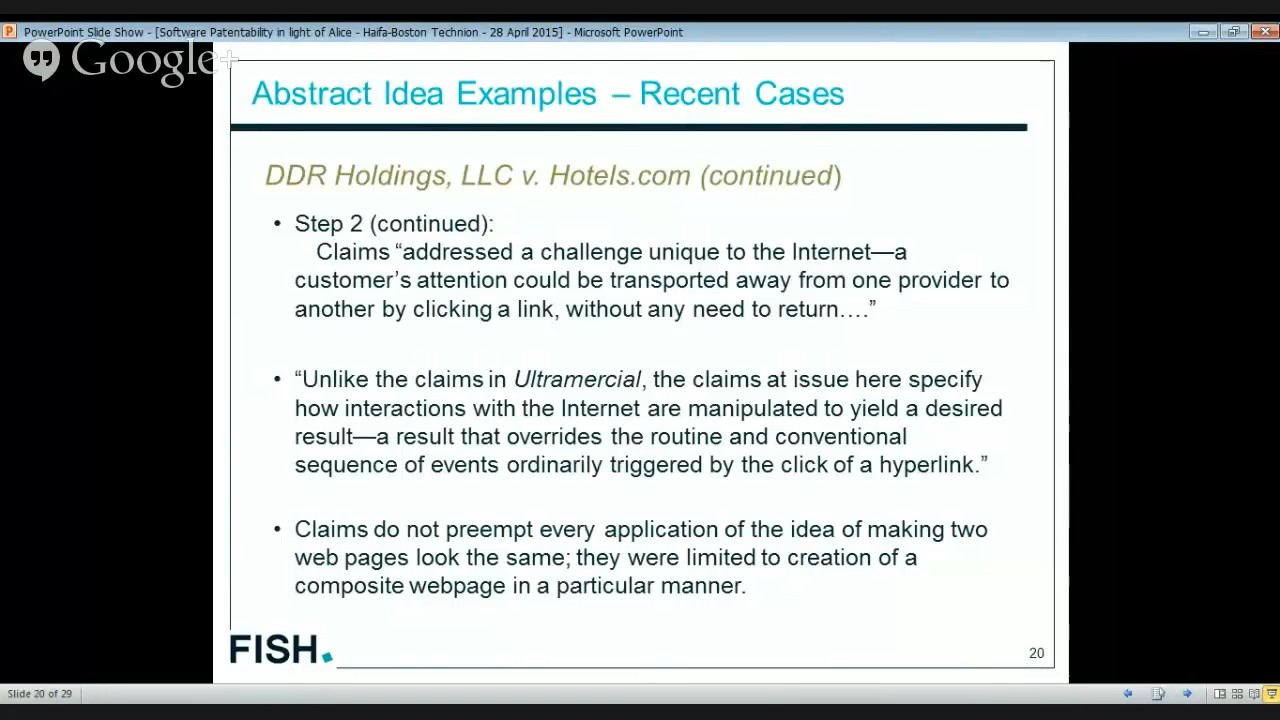 PowerPoint Slide Show - [Software Patentability in light of Alice - Haifa-Boston Technion - 28 April 2015] - Microsoft PowerPoint
Google+
Abstract Idea Examples – Recent Cases
DDR Holdings, LLC v. Hotels.com (continued)
• Step 2 (continued):
Claims “addressed a challenge unique to the Internet—a
customer’s attention could be transported away from one provider to
another by clicking a link, without any need to return….”
• “Unlike the claims in Ultramercial, the claims at issue here specify
how interactions with the Internet are manipulated to yield a desired
result—a result that overrides the routine and conventional
sequence of events ordinarily triggered by the click of a hyperlink.”
• Claims do not preempt every application of the idea of making two
web pages look the same; they were limited to creation of a
composite webpage in a particular manner.
FISH.
20
Slide 20 of 29